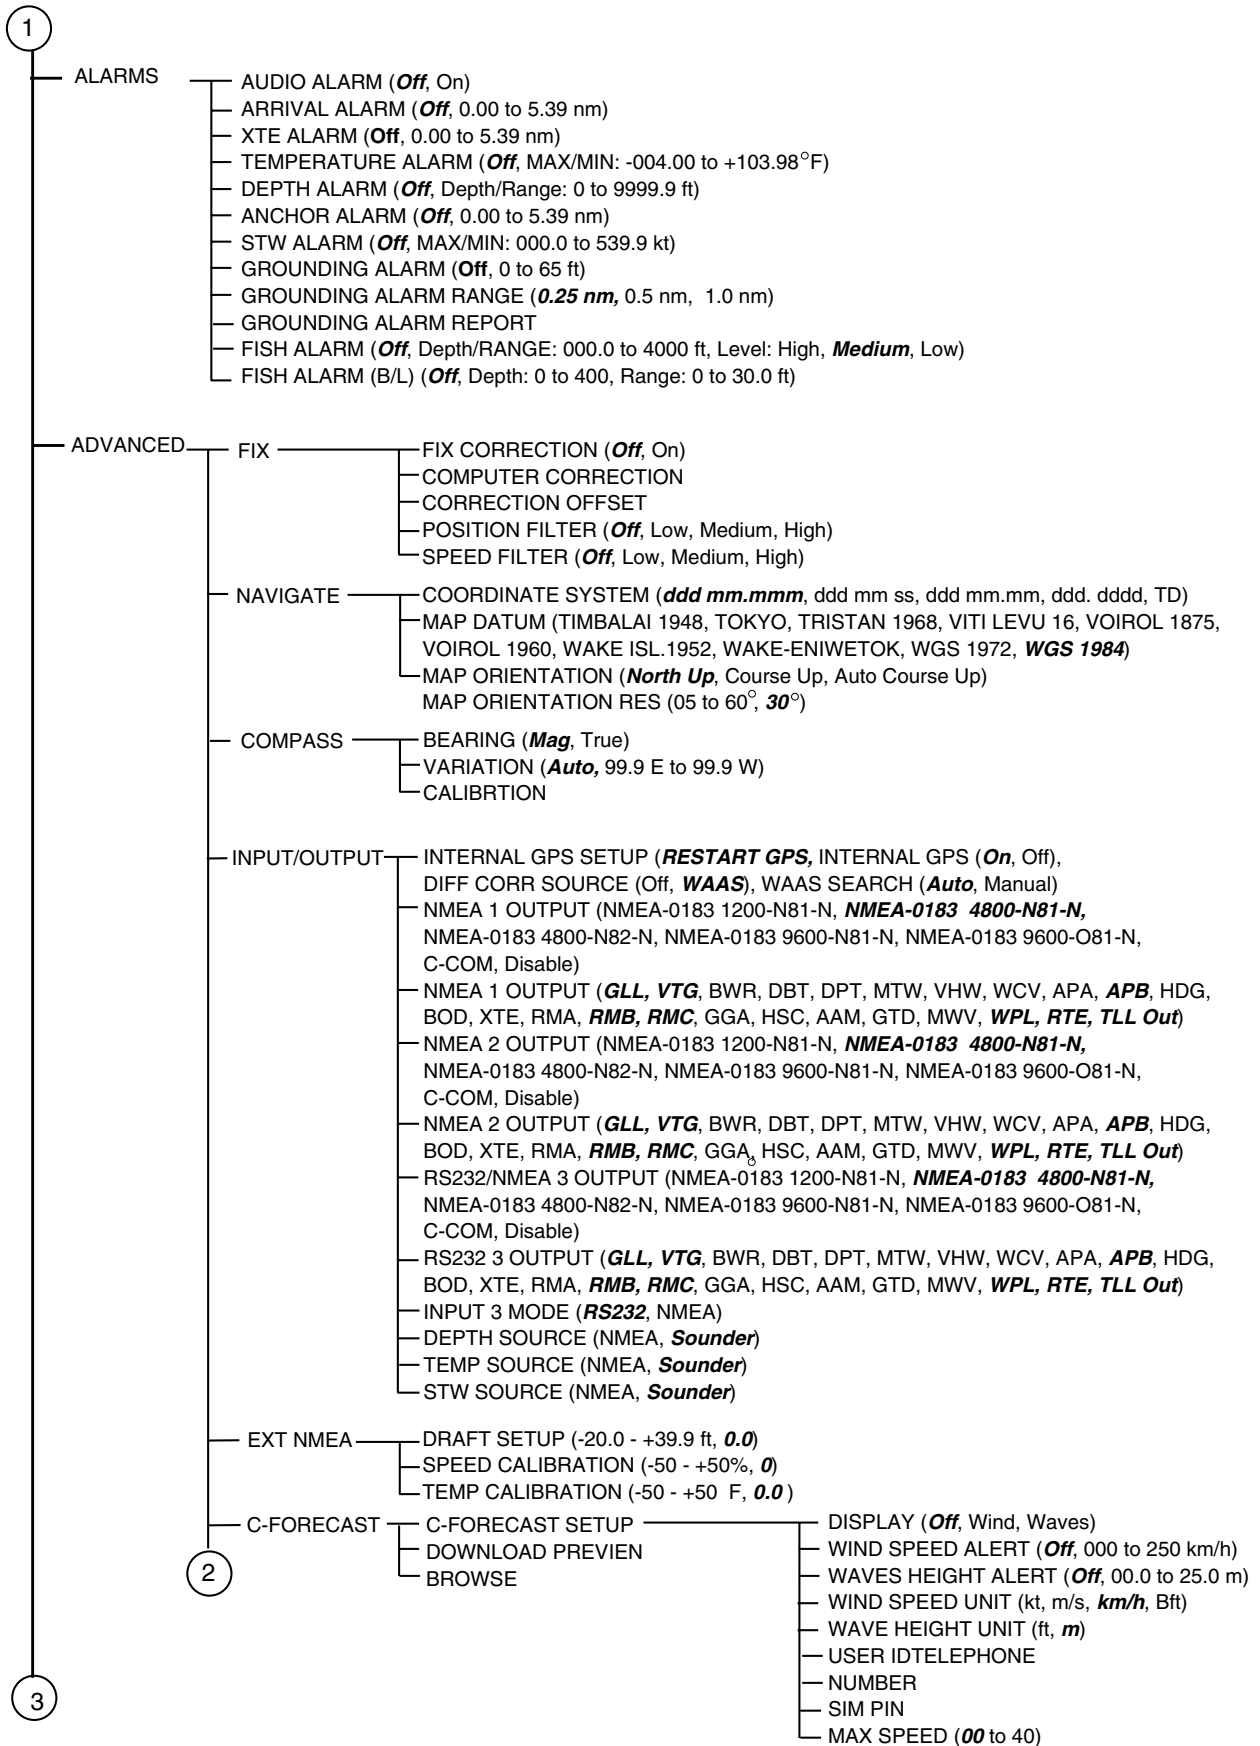 1
ALARMS
AUDIO ALARM (Off, On)
ARRIVAL ALARM (Off, 0.00 to 5.39 nm)
XTE ALARM (Off, 0.00 to 5.39 nm)
TEMPERATURE ALARM (Off, MAX/MIN: -004.00 to +103.98°F)
DEPTH ALARM (Off, Depth/Range: 0 to 9999.9 ft)
ANCHOR ALARM (Off, 0.00 to 5.39 nm)
STW ALARM (Off, MAX/MIN: 000.0 to 539.9 kt)
GROUNDING ALARM (Off, 0 to 65 ft)
GROUNDING ALARM RANGE (0.25 nm, 0.5 nm, 1.0 nm)
GROUNDING ALARM REPORT
FISH ALARM (Off, Depth/RANGE: 000.0 to 4000 ft, Level: High, Medium, Low)
FISH ALARM (B/L) (Off, Depth: 0 to 400, Range: 0 to 30.0 ft)
ADVANCED
FIX
FIX CORRECTION (Off, On)
COMPUTER CORRECTION
CORRECTION OFFSET
POSITION FILTER (Off, Low, Medium, High)
SPEED FILTER (Off, Low, Medium, High)
NAVIGATE
COORDINATE SYSTEM (ddd mm.mmm, ddd mm ss, ddd mm.mm, ddd. dddd, TD)
MAP DATUM (TIMBALAI 1948, TOKYO, TRISTAN 1968, VITI LEVU 16, VOIROL 1875,
VOIROL 1960, WAKE ISL.1952, WAKE-ENIWETOK, WGS 1972, WGS 1984)
MAP ORIENTATION (North Up, Course Up, Auto Course Up)
MAP ORIENTATION RES (05 to 60°, 30°)
COMPASS
BEARING (Mag, True)
VARIATION (Auto, 99.9 E to 99.9 W)
CALIBRTION
INPUT/OUTPUT
INTERNAL GPS SETUP (RESTART GPS, INTERNAL GPS (On, Off),
DIFF CORR SOURCE (Off, WAAS), WAAS SEARCH (Auto, Manual)
NMEA 1 OUTPUT (NMEA-0183 1200-N81-N, NMEA-0183 4800-N81-N,
NMEA-0183 4800-N82-N, NMEA-0183 9600-N81-N, NMEA-0183 9600-O81-N,
C-COM, Disable)
NMEA 1 OUTPUT (GLL, VTG, BWR, DBT, DPT, MTW, VHW, WCV, APA, APB, HDG,
BOD, XTE, RMA, RMB, RMC, GGA, HSC, AAM, GTD, MWV, WPL, RTE, TLL Out)
NMEA 2 OUTPUT (NMEA-0183 1200-N81-N, NMEA-0183 4800-N81-N,
NMEA-0183 4800-N82-N, NMEA-0183 9600-N81-N, NMEA-0183 9600-O81-N,
C-COM, Disable)
NMEA 2 OUTPUT (GLL, VTG, BWR, DBT, DPT, MTW, VHW, WCV, APA, APB, HDG,
BOD, XTE, RMA, RMB, RMC, GGA, HSC, AAM, GTD, MWV, WPL, RTE, TLL Out)
RS232/NMEA 3 OUTPUT (NMEA-0183 1200-N81-N, NMEA-0183 4800-N81-N,
NMEA-0183 4800-N82-N, NMEA-0183 9600-N81-N, NMEA-0183 9600-O81-N,
C-COM, Disable)
RS232 3 OUTPUT (GLL, VTG, BWR, DBT, DPT, MTW, VHW, WCV, APA, APB, HDG,
BOD, XTE, RMA, RMB, RMC, GGA, HSC, AAM, GTD, MWV, WPL, RTE, TLL Out)
INPUT 3 MODE (RS232, NMEA)
DEPTH SOURCE (NMEA, Sounder)
TEMP SOURCE (NMEA, Sounder)
STW SOURCE (NMEA, Sounder)
EXT NMEA
DRAFT SETUP (-20.0 - +39.9 ft, 0.0)
SPEED CALIBRATION (-50 - +50%, 0)
TEMP CALIBRATION (-50 - +50 F, 0.0 )
C-FORECAST
C-FORECAST SETUP
DOWNLOAD PREVIEN
BROWSE
DISPLAY (Off, Wind, Waves)
WIND SPEED ALERT (Off, 000 to 250 km/h)
WAVES HEIGHT ALERT (Off, 00.0 to 25.0 m)
WIND SPEED UNIT (kt, m/s, km/h, Bft)
WAVE HEIGHT UNIT (ft, m)
USER IDTELEPHONE
NUMBER
SIM PIN
MAX SPEED (00 to 40)
2
3